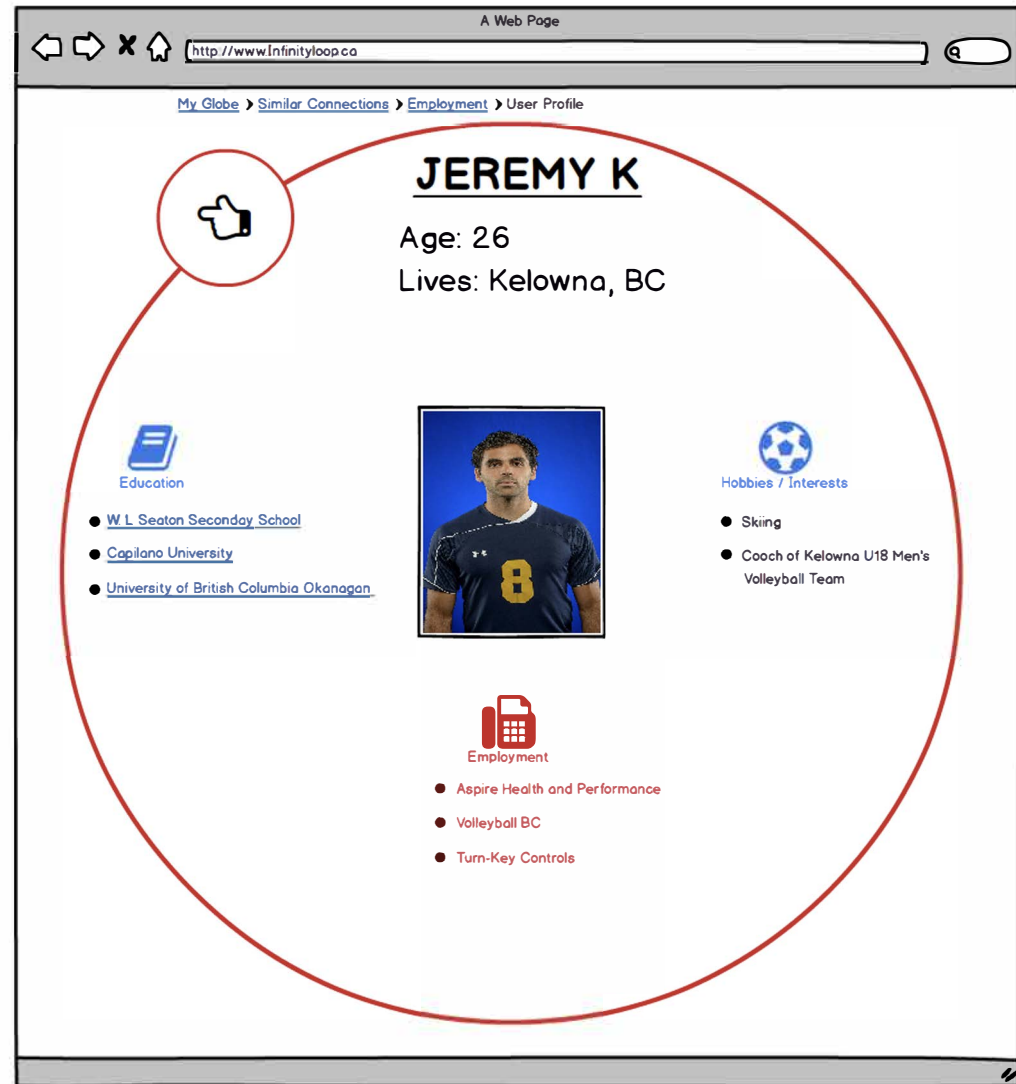 A Web Page
http://www.Infinityloop.ca
My Globe ❯ Similar Connections ❯ Employment ❯ User Profile
JEREMY K
Age: 26
Lives: Kelowna, BC
Education
W. L Seaton Seconday School
Capilano University
University of British Columbia Okanagan
8
Hobbies / Interests
Skiing
Coach of Kelowna U18 Men's
Volleyball Team
Employment
Aspire Health and Performance
Volleyball BC
Turn-Key Controls